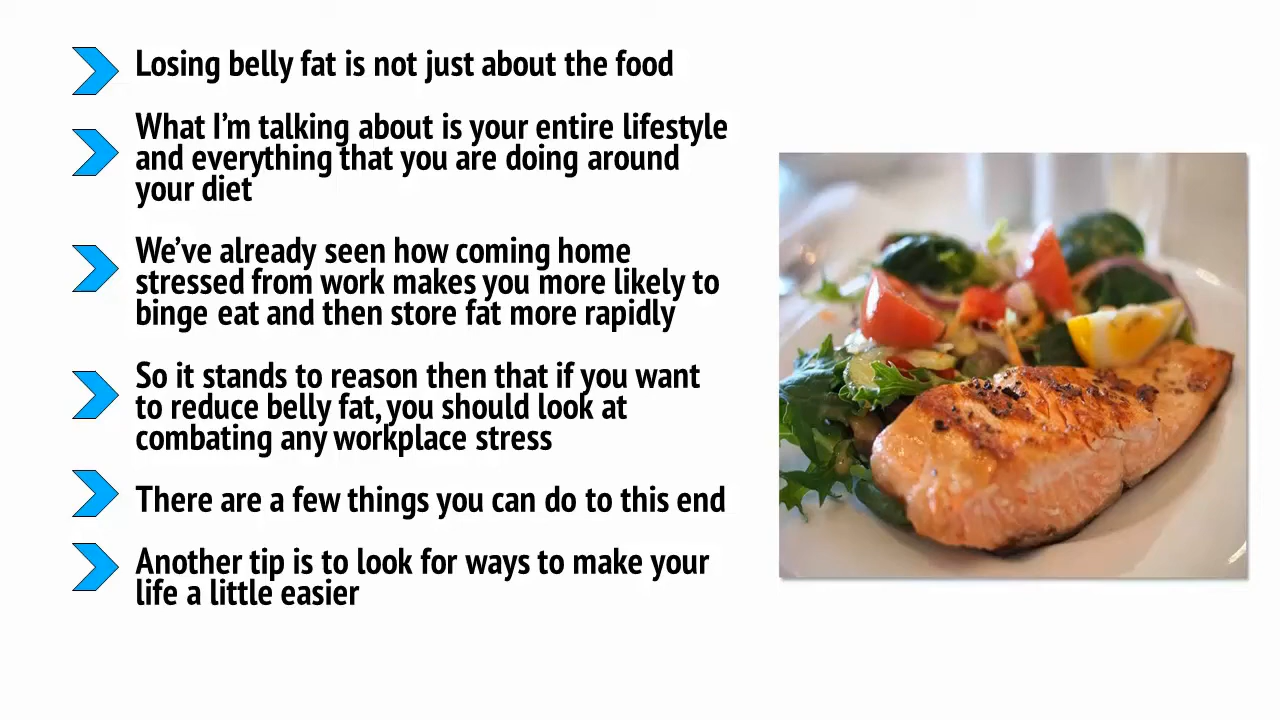 Losing belly fat is not just about the food
What I’m talking about is your entire lifestyle
and everything that you are doing around
your diet
We’ve already seen how coming home
stressed from work makes you more likely to
binge eat and then store fat more rapidly
So it stands to reason then that if you want
to reduce belly fat, you should look at
combating any workplace stress
There are a few things you can do to this end
Another tip is to look for ways to make your
life a little easier